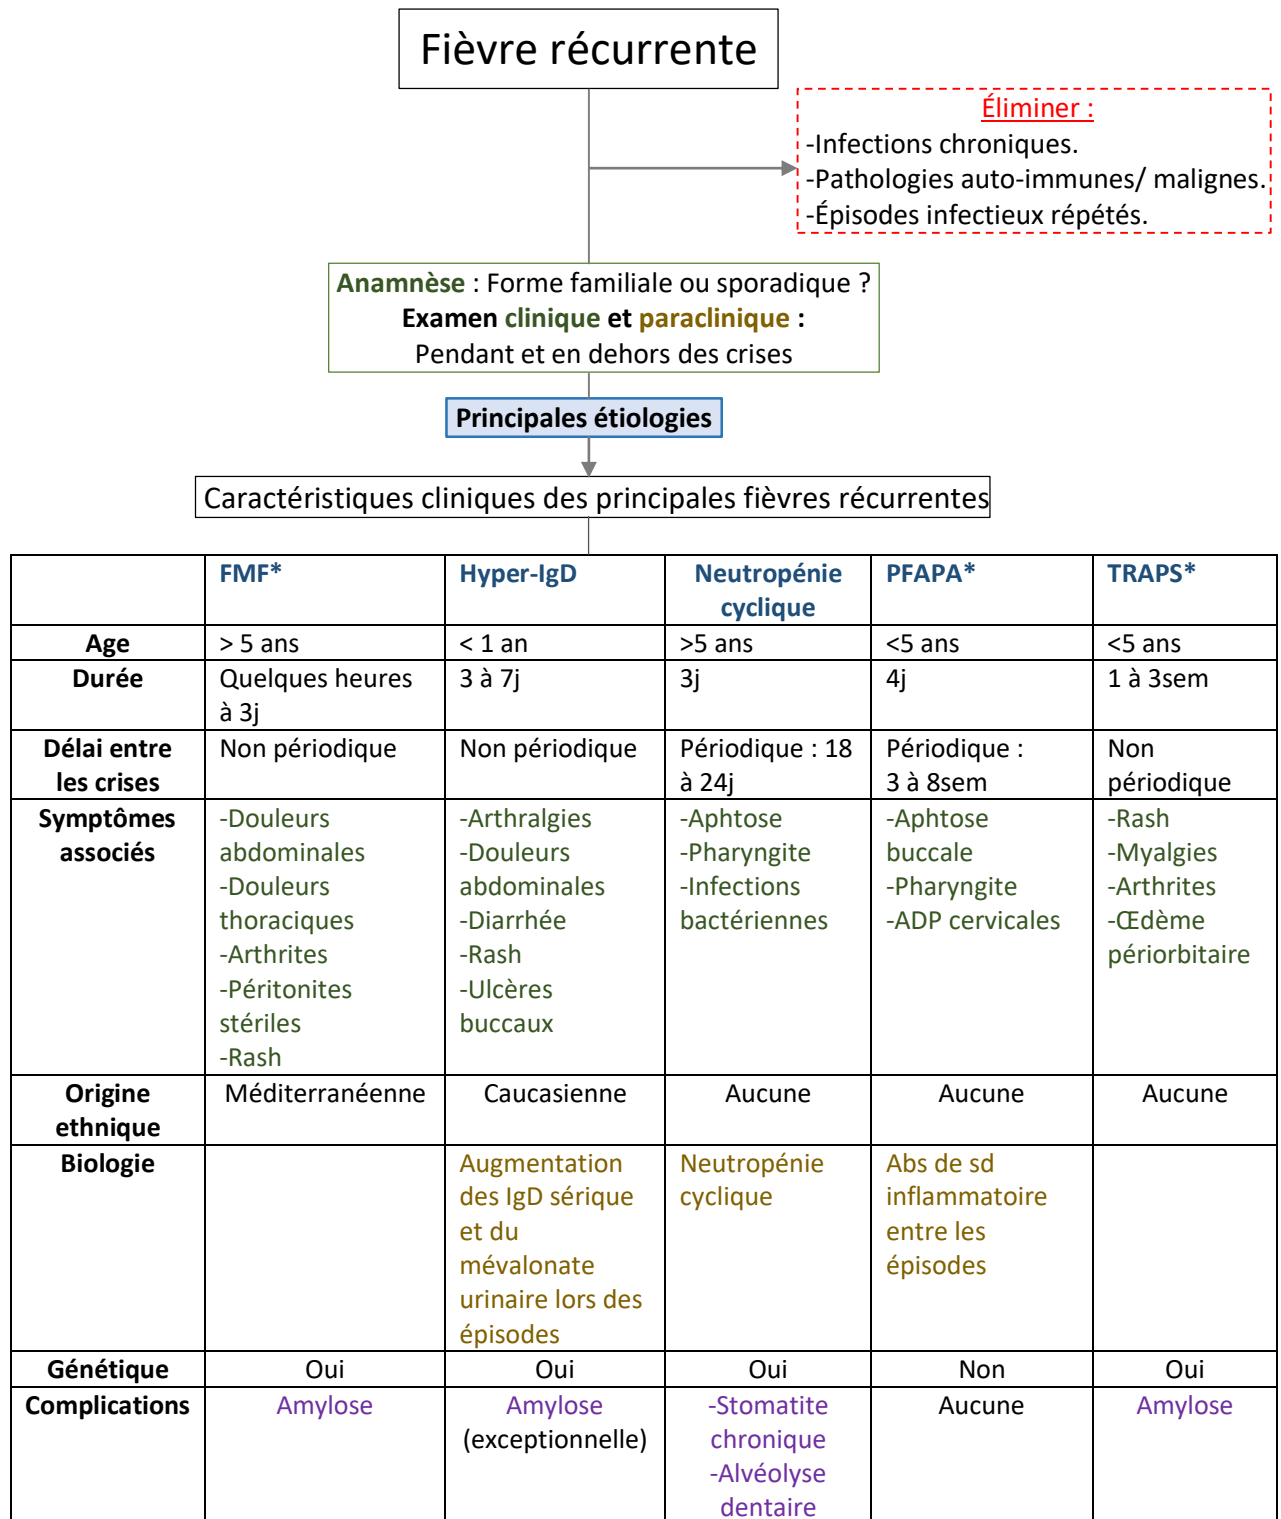 Fièvre récurrente
Éliminer :
-Infections chroniques.
-Pathologies auto-immunes/ malignes.
-Épisodes infectieux répétés.
Anamnèse : Forme familiale ou sporadique ?
Examen clinique et paraclinique :
Pendant et en dehors des crises
Principales étiologies
Caractéristiques cliniques des principales fièvres récurrentes
FMF*
Hyper-IgD
Neutropénie
cyclique
PFAPA*
TRAPS*
Age
> 5 ans
< 1 an
>5 ans
<5 ans
<5 ans
Durée
Quelques heures
à 3j
3 à 7j
3j
4j
1 à 3sem
Délai entre
les crises
Non périodique
Non périodique
Périodique : 18
à 24j
Périodique :
3 à 8sem
Non
périodique
Symptômes
associés
-Douleurs
abdominales
-Douleurs
thoraciques
-Arthrites
-Péritonites
stériles
-Rash
-Arthralgies
-Douleurs
abdominales
-Diarrhée
-Rash
-Ulcères
buccaux
-Aphtose
-Pharyngite
-Infections
bactériennes
-Aphtose
buccale
-Pharyngite
-ADP cervicales
-Rash
-Myalgies
-Arthrites
-Œdème
périorbitaire
Origine
ethnique
Méditerranéenne
Caucasienne
Aucune
Aucune
Aucune
Biologie
Augmentation
des IgD sérique
et du
mévalonate
urinaire lors des
épisodes
Neutropénie
cyclique
Abs de sd
inflammatoire
entre les
épisodes
Génétique
Oui
Oui
Oui
Non
Oui
Complications
Amylose
Amylose
(exceptionnelle)
-Stomatite
chronique
-Alvéolyse
dentaire
Aucune
Amylose